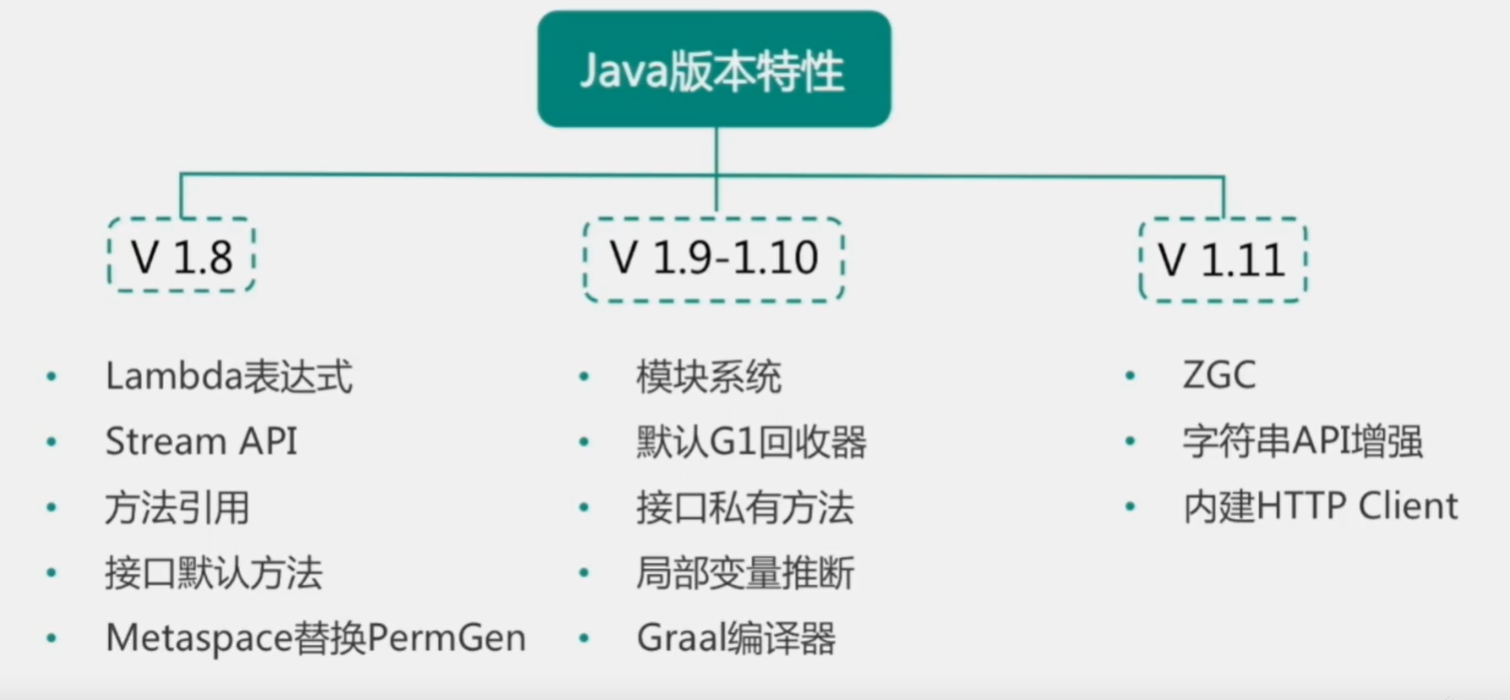 Java版本特性
V 1.8
Lambda表达式
Stream API
方法引用
接口默认方法
Metaspace替换PermGen
V 1.9-1.10
模块系统
默认G1回收器
接口私有方法
局部变量推断
Graal编译器
V 1.11
ZGC
字符串API增强
内建HTTP Client